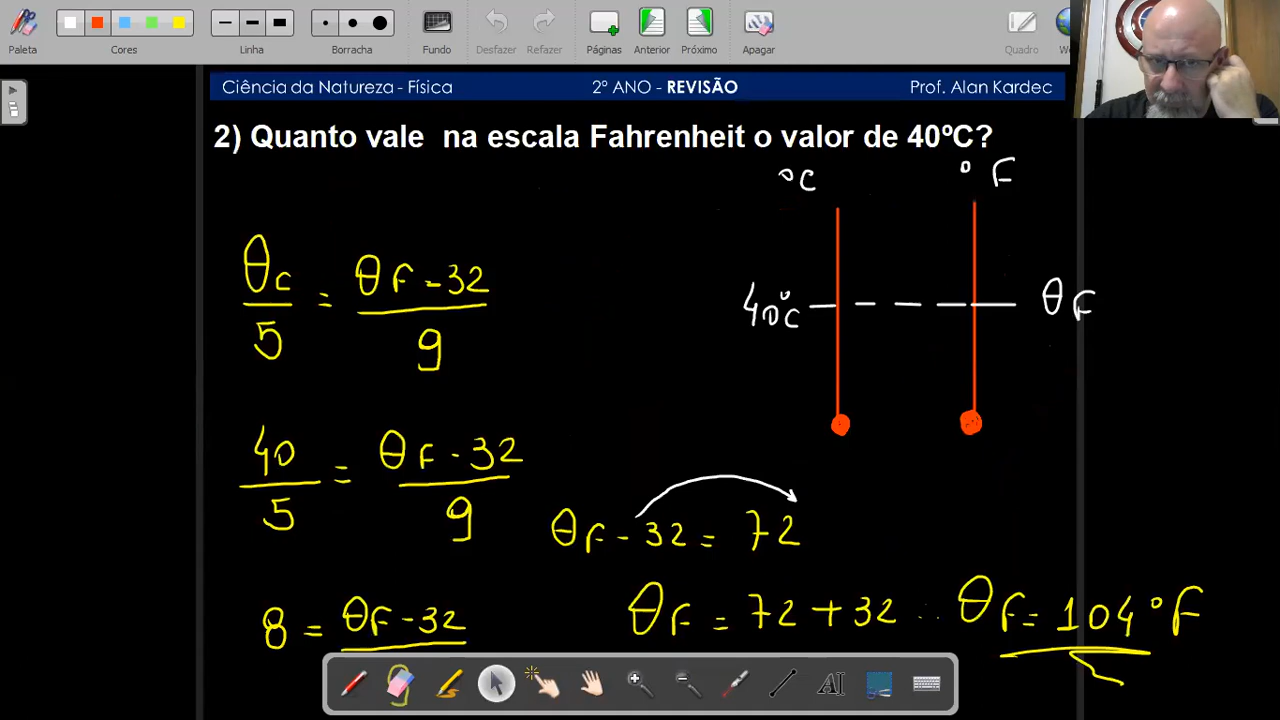 Paleta Cores Linha Borracha Fundo Desfazer Refazer Páginas Anterior Próximo Apagar Quadro
Ciência da Natureza - Física 2º ANO - REVISÃO Prof. Alan Kardec
2) Quanto vale na escala Fahrenheit o valor de 40ºC?
°C ° F
θC/5 = θF - 32/9
40°C θF
40/5 = θF - 32/9
θF - 32 = 72
8 = θF - 32
θF = 72 + 32 θF = 104 °F
AI